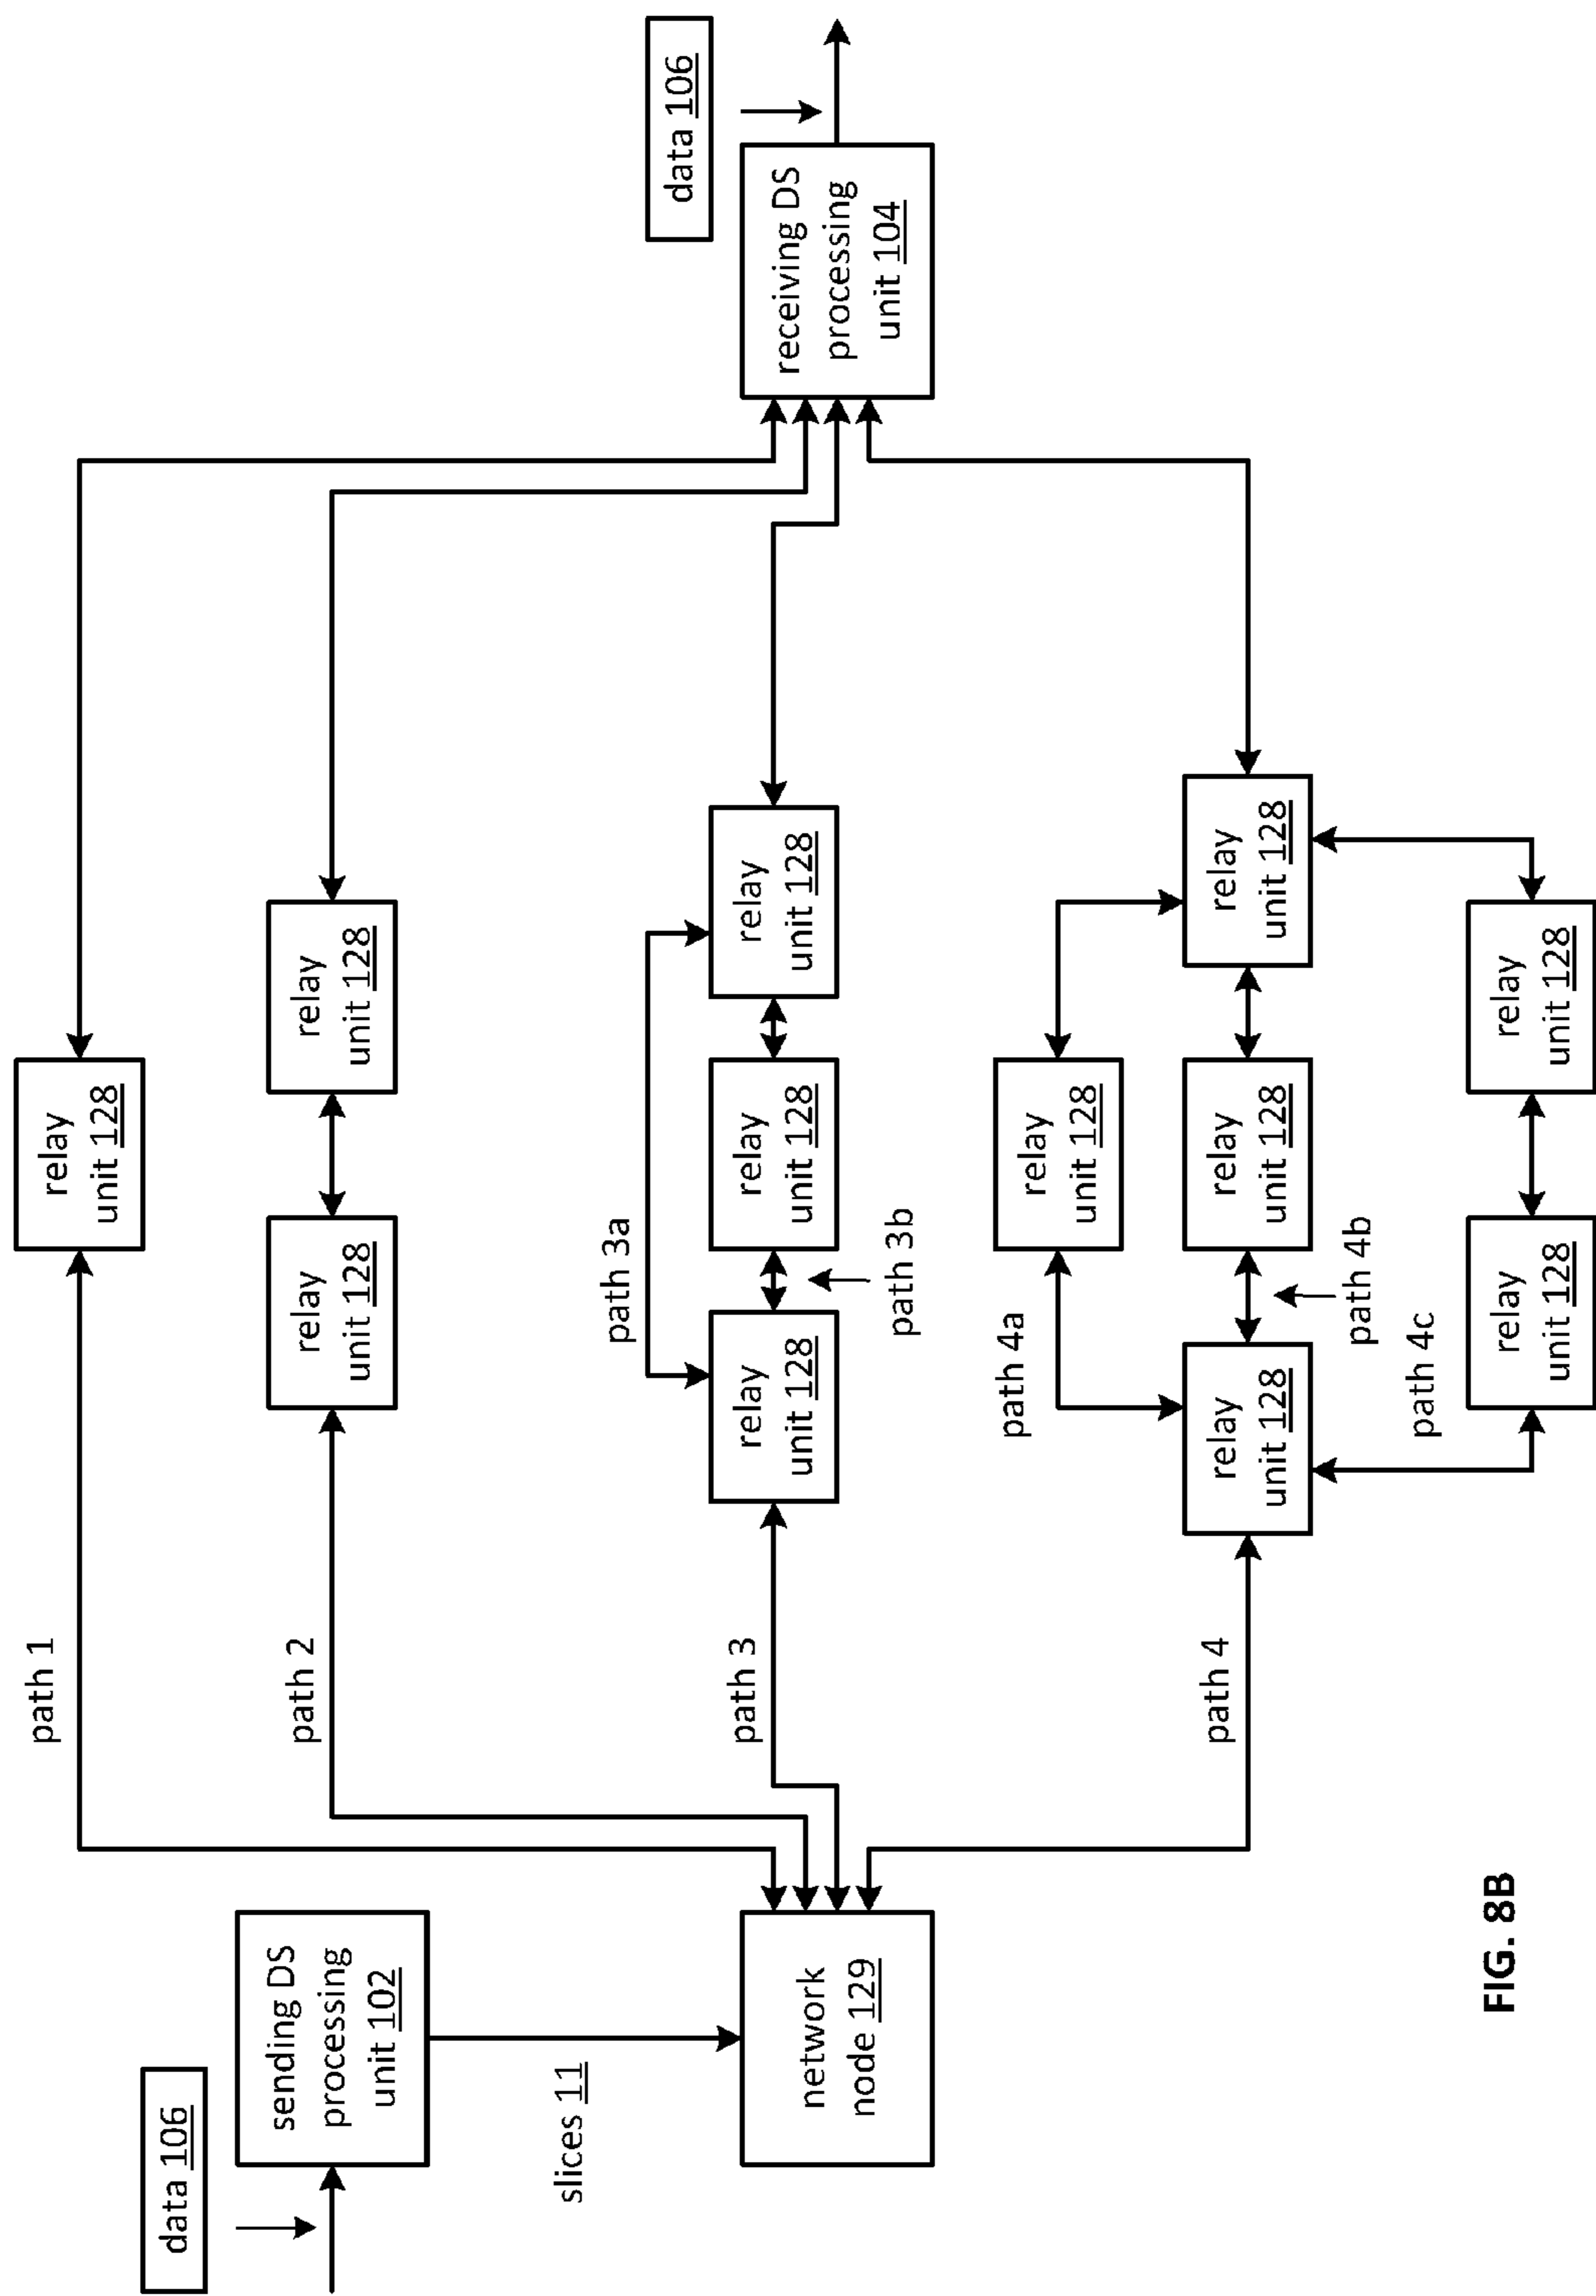 path 1
relay
unit 128
data 106
sending DS
processing
unit 102
path 2
relay
unit 128
relay
unit 128
slices 11
network
node 129
path 3
path 3a
relay
unit 128
relay
unit 128
relay
unit 128
path 3b
data 106
receiving DS
processing
unit 104
path 4a
relay
unit 128
path 4
relay
unit 128
relay
unit 128
relay
unit 128
path 4b
path 4c
relay
unit 128
relay
unit 128
FIG. 8B